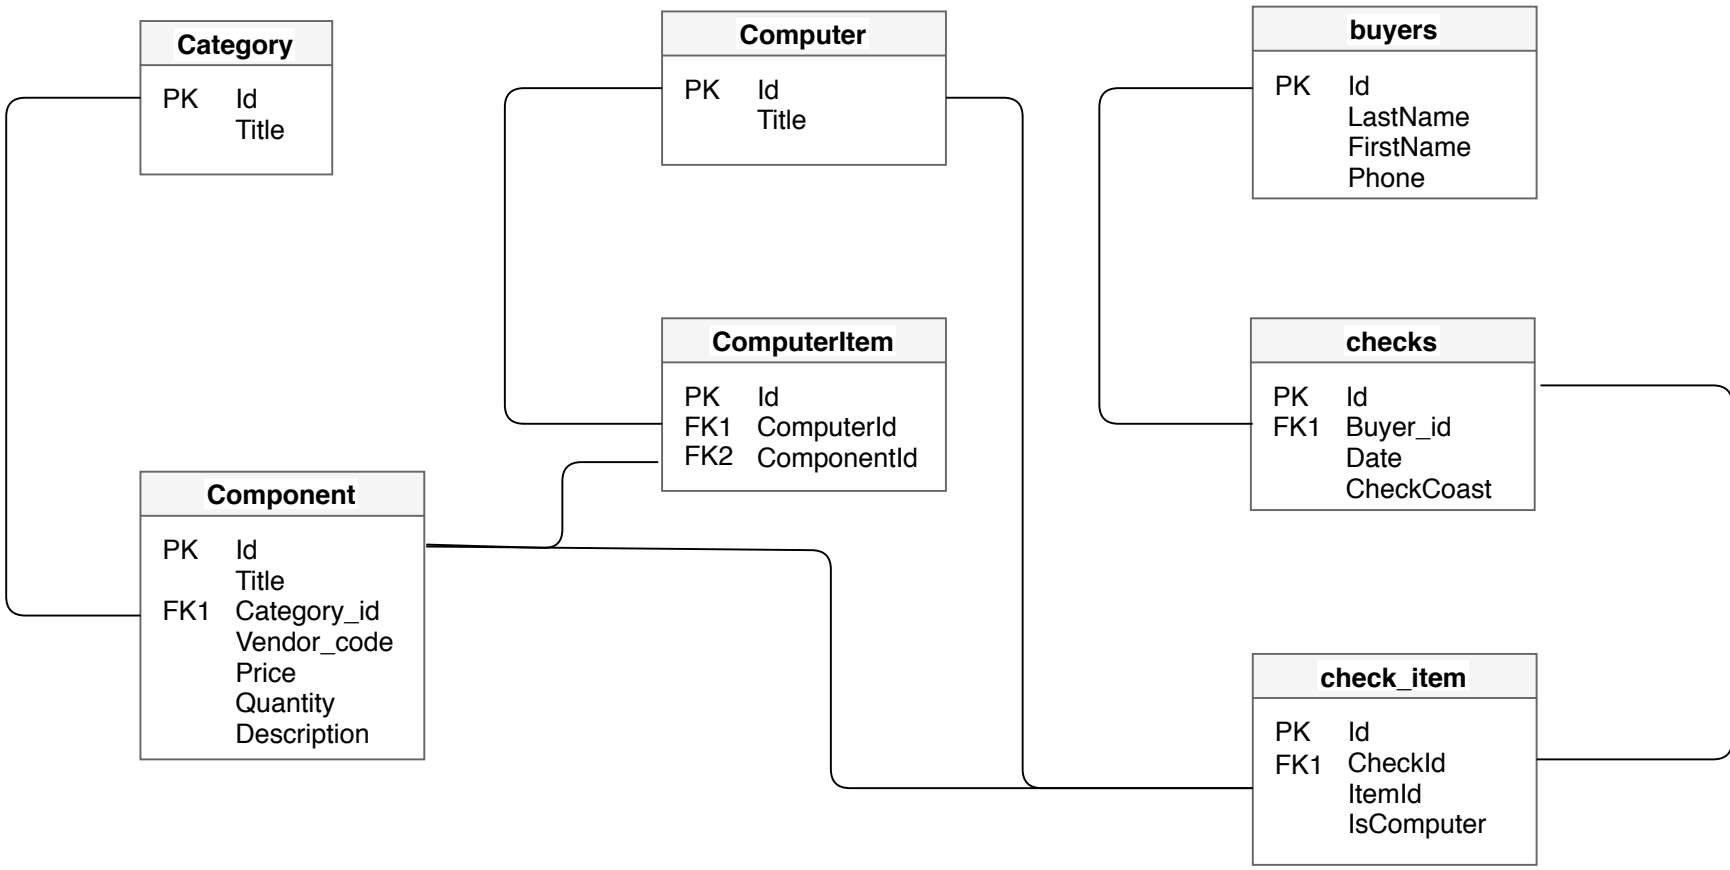 Category
PK Id
Title
Computer
PK Id
Title
buyers
PK Id
LastName
FirstName
Phone
ComputerItem
PK Id
FK1 ComputerId
FK2 ComponentId
checks
PK Id
FK1 Buyer_id
Date
CheckCoast
Component
PK Id
Title
FK1 Category_id
Vendor_code
Price
Quantity
Description
check_item
PK Id
FK1 CheckId
ItemId
IsComputer